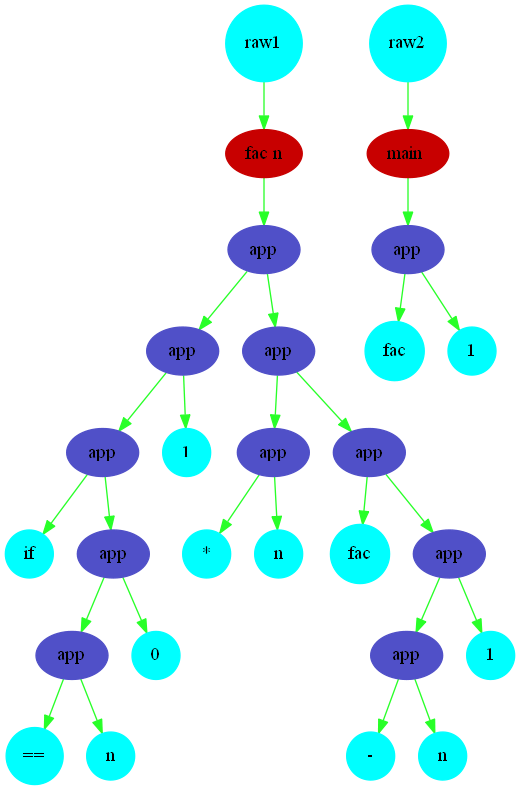 raw1 raw2
fac n main
app app
app app fac 1
app 1 app app
if app * n fac app
app 0 app 1
== n - n